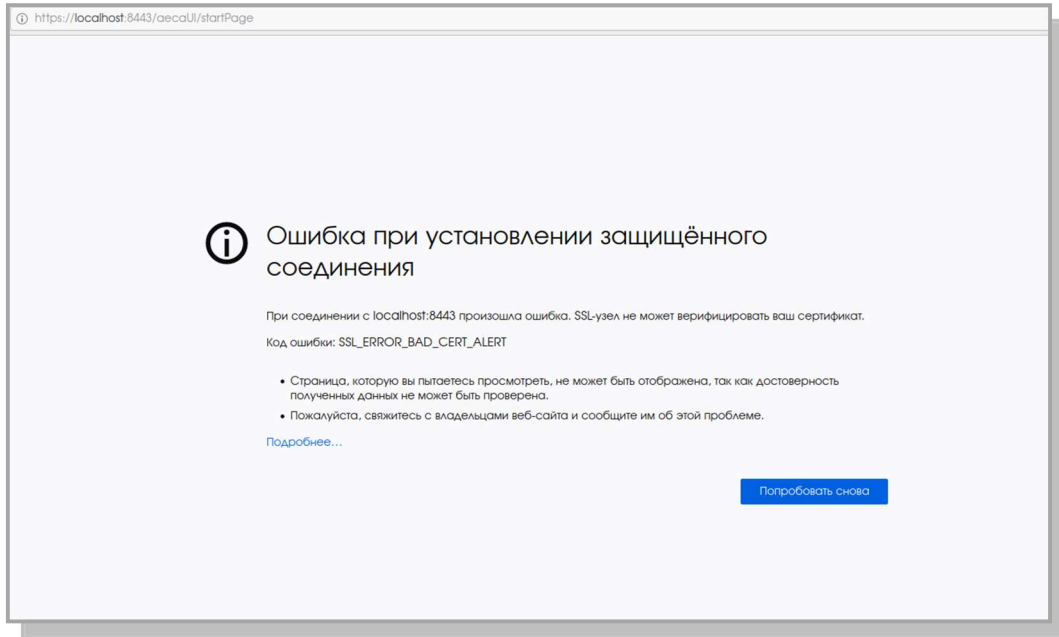 https://localhost:8443/aecaUI/startPage
Ошибка при установлении защищённого
соединения
При соединении с localhost:8443 произошла ошибка. SSL-узел не может верифицировать ваш сертификат.
Код ошибки: SSL_ERROR_BAD_CERT_ALERT
• Страница, которую вы пытаетесь просмотреть, не может быть отображена, так как достоверность
полученных данных не может быть проверена.
• Пожалуйста, свяжитесь с владельцами веб-сайта и сообщите им об этой проблеме.
Подробнее...
Попробовать снова